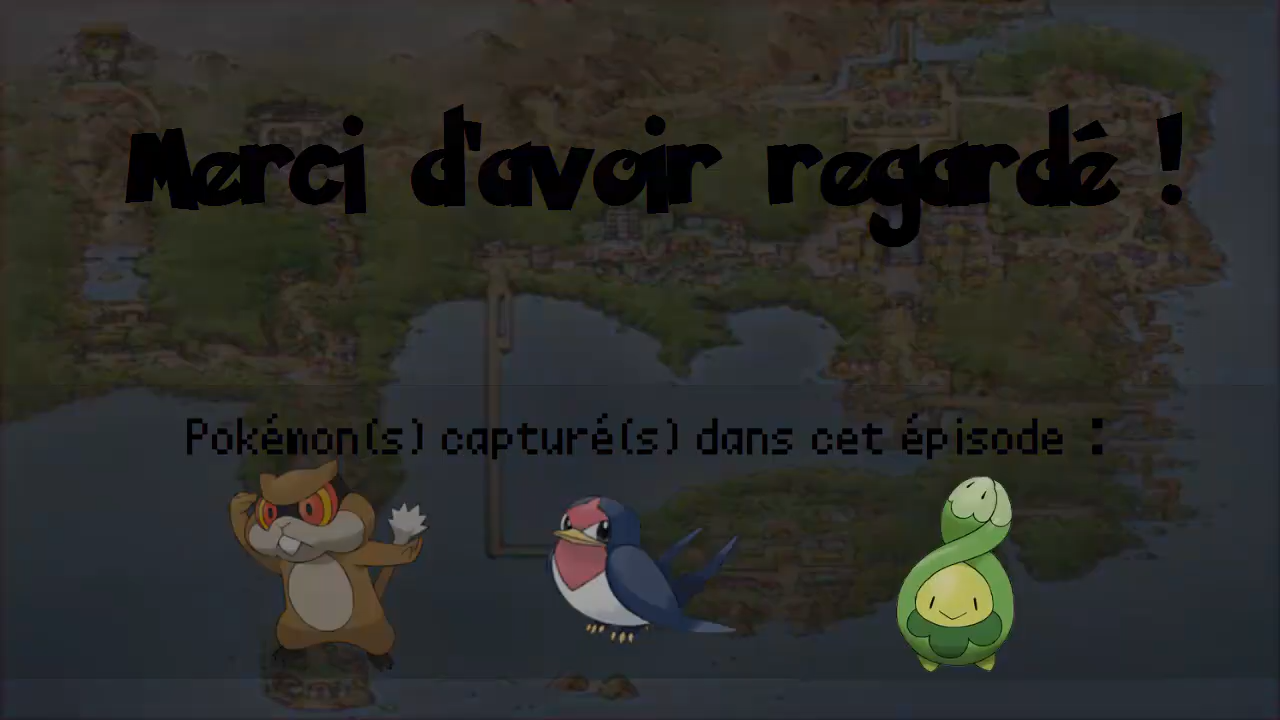 Merci d'avoir regardé !
Pokémon(s) capturé(s) dans cet épisode :